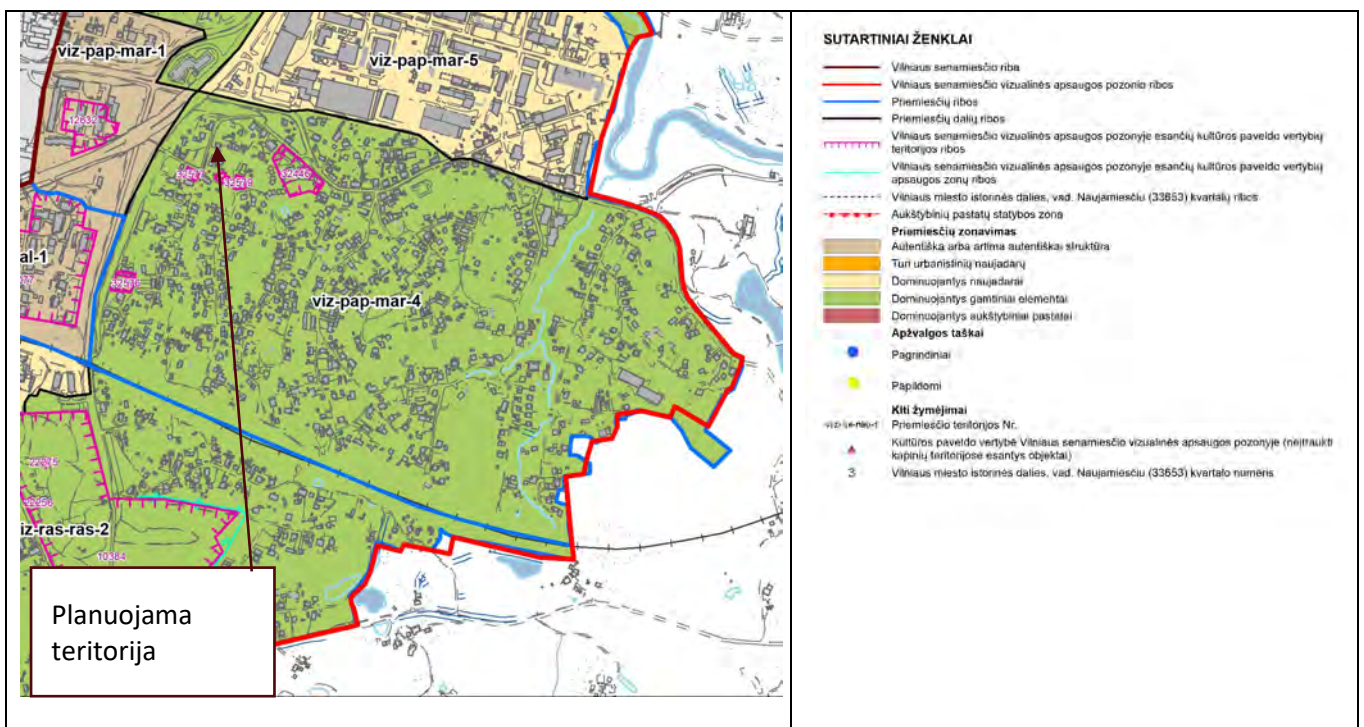 viz-pap-mar-1
viz-pap-mar-5
12632
32577
32578
32446
al-1
32576
viz-pap-mar-4
iz-ras-ras-2
10384
Planuojama
teritorija
SUTARTINIAI ŽENKLAI
Vilniaus senamiesčio riba
Vilniaus senamiesčio vizualinės apsaugos pozonio ribos
Priemiesčių ribos
Priemiesčių dalių ribos
Vilniaus senamiesčio vizualinės apsaugos pozonyje esančių kultūros paveldo vertybių
teritorijos ribos
Vilniaus senamiesčio vizualinės apsaugos pozonyje esančių kultūros paveldo vertybių
apsaugos zonų ribos
Vilniaus miesto istorinės dalies, vad. Naujamiesčiu (33653) kvartalų ribos
Aukštybinių pastatų statybos zona
Priemiesčių zonavimas
Autentiška arba artima autentiškai struktūra
Turi urbanistinių naujadarų
Dominuojantys naujadarai
Dominuojantys gamtiniai elementai
Dominuojantys aukštybiniai pastatai
Apžvalgos taškai
Pagrindiniai
Papildomi
Kiti žymėjimai
Priemiesčio teritorijos Nr.
Kultūros paveldo vertybė Vilniaus senamiesčio vizualinės apsaugos pozonyje (neįtraukti
kapinių teritorijose esantys objektai)
3 Vilniaus miesto istorinės dalies, vad. Naujamiesčiu (33653) kvartalo numeris